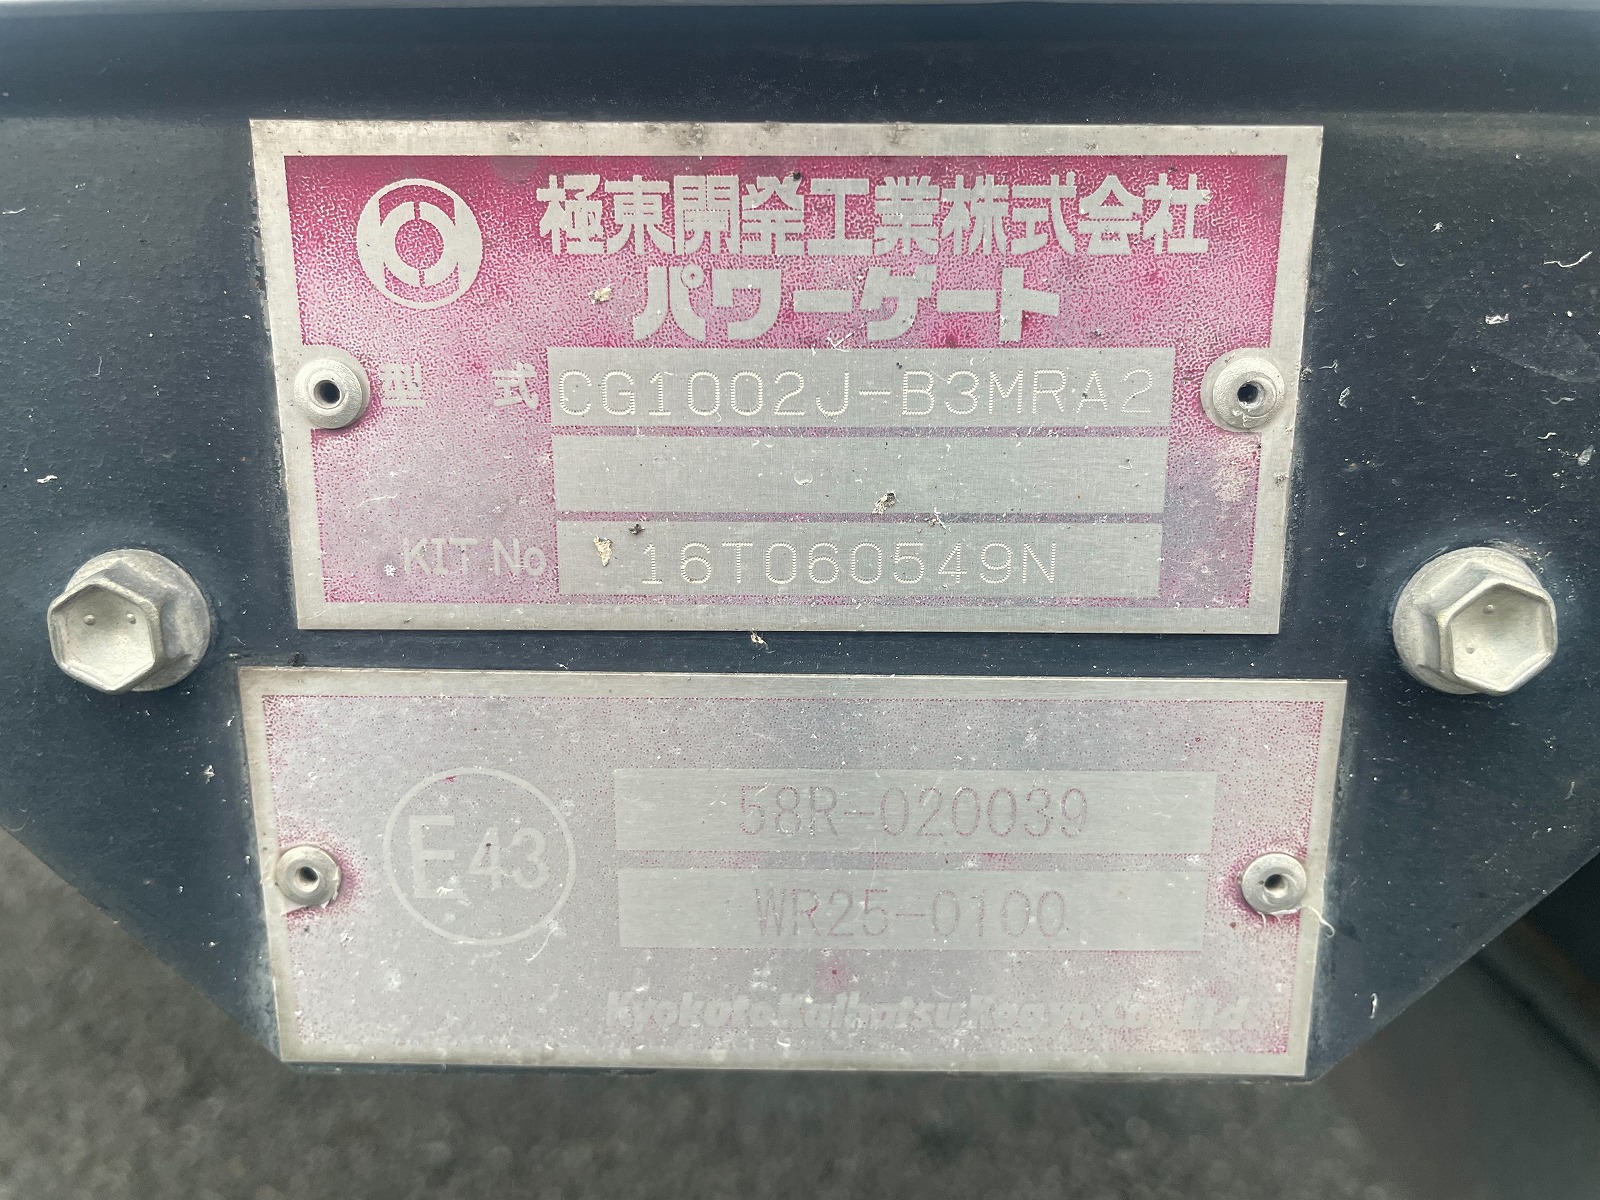 極東開発工業株式会社
パワーゲート
型式 CG1002J-B3MRA2
KIT No 16T060549N
E43 58R-020039
WR25-0100
Kyokuto Kaihatsu Kogyo Co., Ltd.